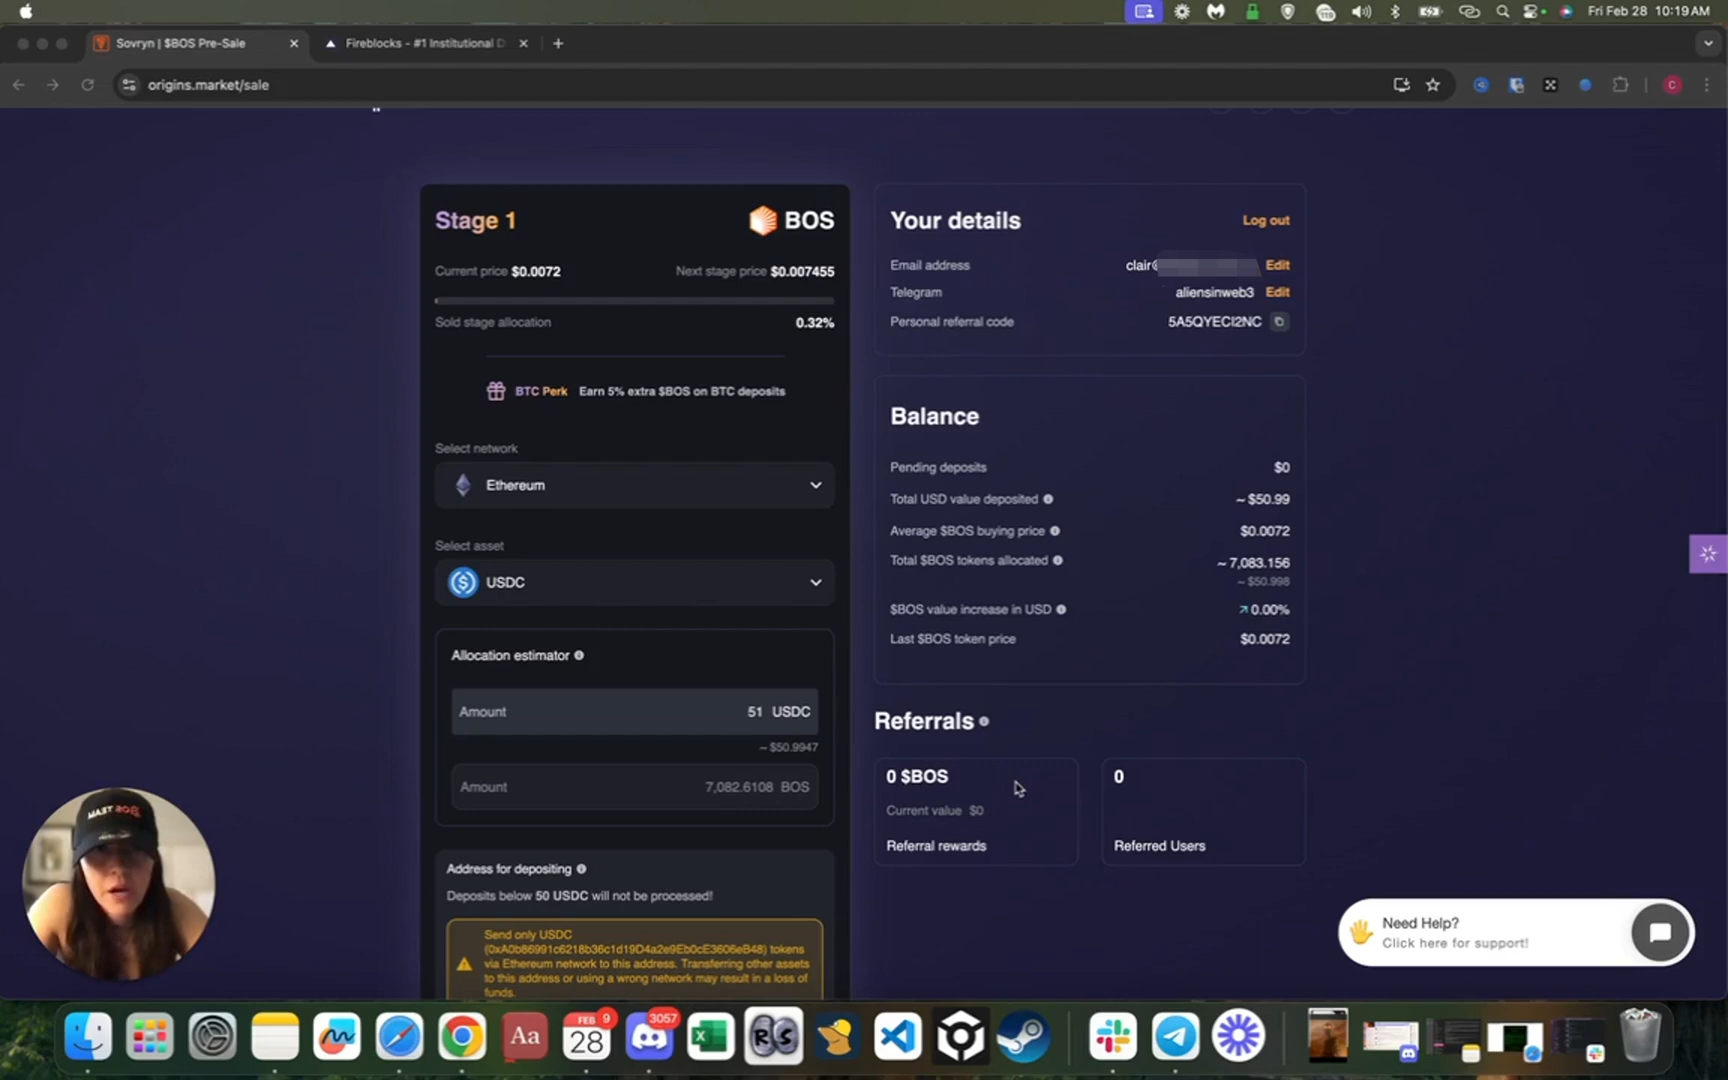 Fri Feb 28 10:19 AM
Sovryn | $BOS Pre-Sale
Fireblocks - #1 Institutional D
origins.market/sale
C
Stage 1
BOS
Current price $0.0072
Next stage price $0.007455
Sold stage allocation
0.32%
BTC Perk Earn 5% extra $BOS on BTC deposits
Select network
Ethereum
Select asset
USDC
Allocation estimator
Amount
51 USDC
~ $50.9947
Amount
7,082.6108 BOS
Address for depositing
Deposits below 50 USDC will not be processed!
Send only USDC
(0xA0b86991c6218b36c1d19D4a2e9Eb0cE3606eB48) tokens
via Ethereum network to this address. Transferring other assets
to this address or using a wrong network may result in a loss of
funds.
Your details
Log out
Email address
clair@
Edit
Telegram
aliensinweb3
Edit
Personal referral code
5A5QYECI2NC
Balance
Pending deposits
$0
Total USD value deposited
~ $50.99
Average $BOS buying price
$0.0072
Total $BOS tokens allocated
~ 7,083.156
~ $50.998
$BOS value increase in USD
0.00%
Last $BOS token price
$0.0072
Referrals
0 $BOS
Current value $0
Referral rewards
0
Referred Users
Need Help?
Click here for support!
Aa
FEB
28
9
3057
RS